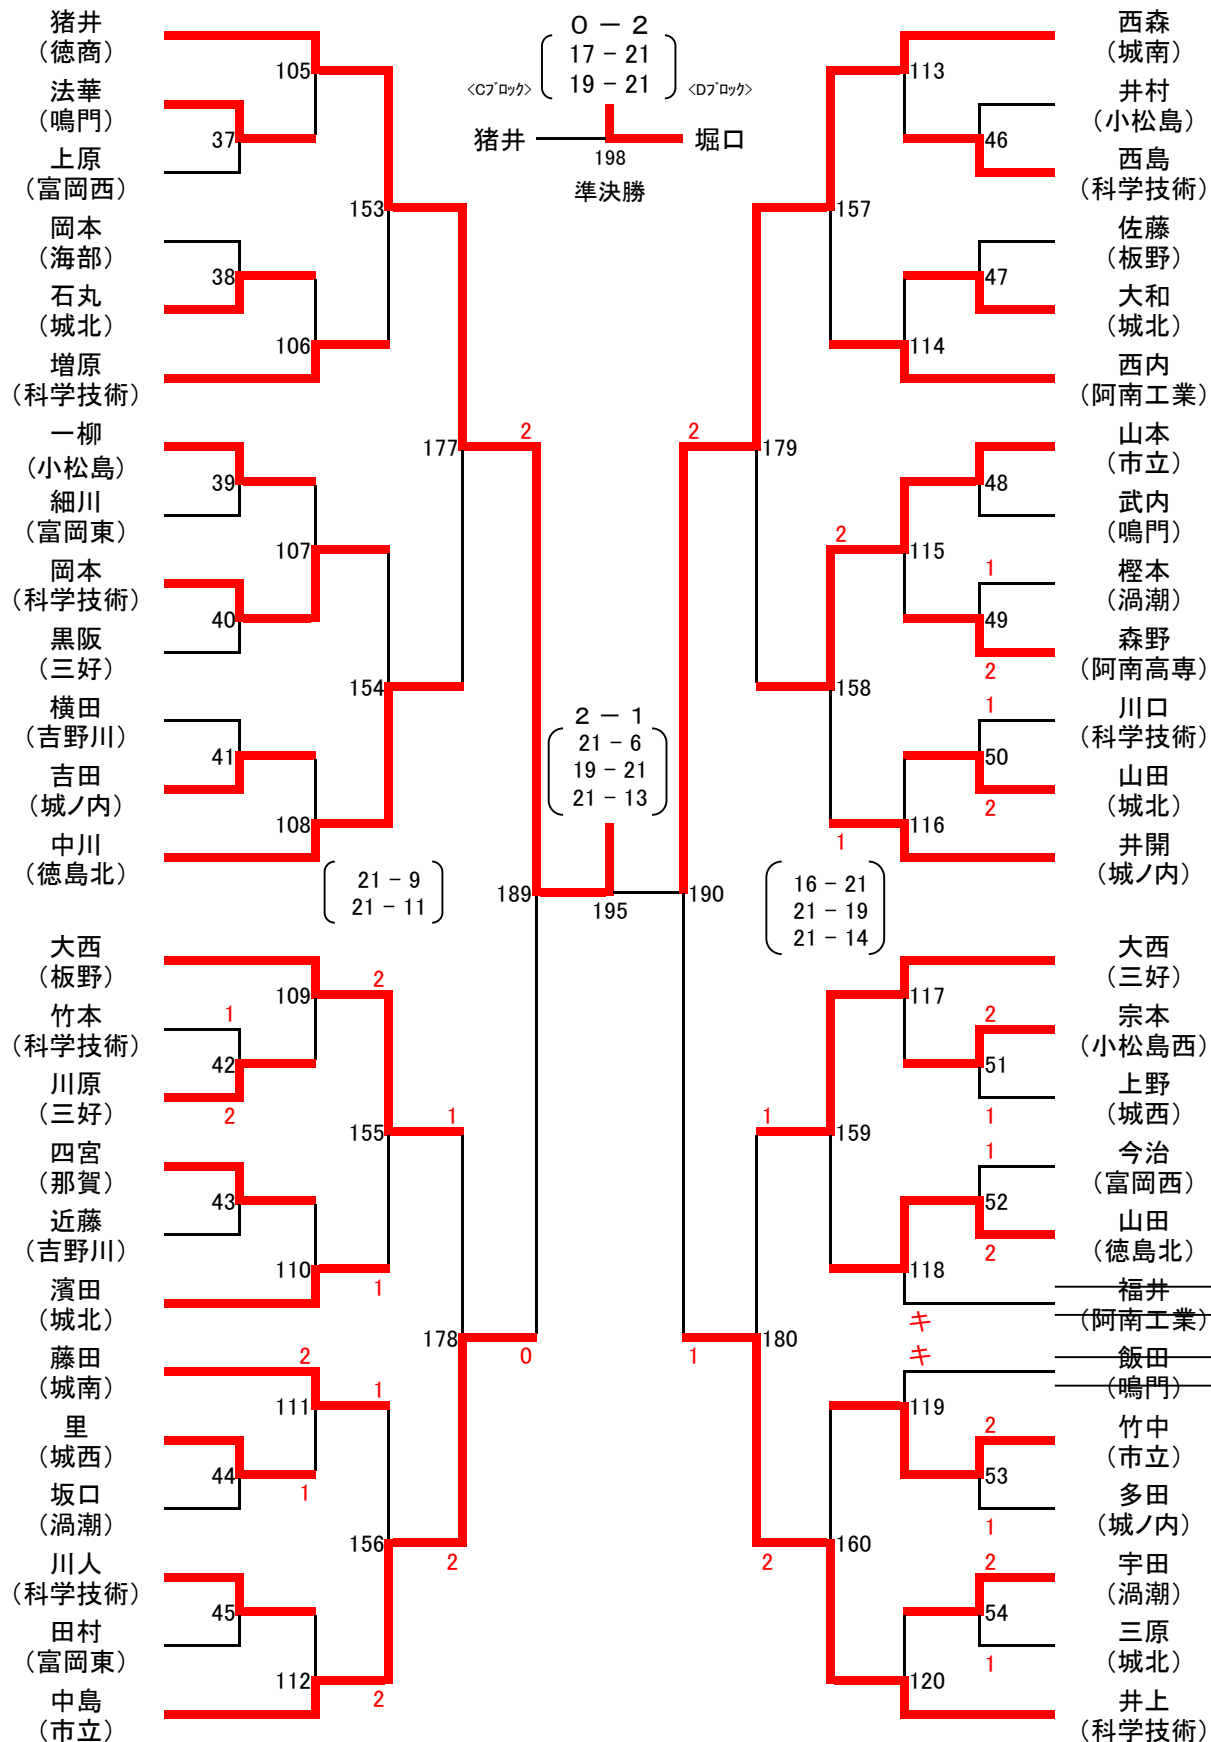 猪井
(徳商)
法華
(鳴門)
上原
(富岡西)
岡本
(海部)
石丸
(城北)
増原
(科学技術)
一柳
(小松島)
細川
(富岡東)
岡本
(科学技術)
黒阪
(三好)
横田
(吉野川)
吉田
(城ノ内)
中川
(徳島北)
大西
(板野)
竹本
(科学技術)
川原
(三好)
四宮
(那賀)
近藤
(吉野川)
濱田
(城北)
藤田
(城南)
里
(城西)
坂口
(渦潮)
川人
(科学技術)
田村
(富岡東)
中島
(市立)
105
37
38
106
39
107
40
41
108
109
1
42
2
43
110
2
111
44
1
45
112
153
154
2
155
1
1
156
2
177
1
178
2
2
189
0
21 - 9
21 - 11
0 - 2
17 - 21
19 - 21
<Cブロック>
<Dブロック>
猪井
堀口
198
準決勝
2 - 1
21 - 6
19 - 21
21 - 13
195
2
190
1
16 - 21
21 - 19
21 - 14
179
1
180
2
157
2
158
1
159
160
113
46
47
114
48
115
1
49
2
1
50
2
116
117
2
51
1
1
52
2
118
キ
キ
119
2
53
1
2
54
1
120
西森
(城南)
井村
(小松島)
西島
(科学技術)
佐藤
(板野)
大和
(城北)
西内
(阿南工業)
山本
(市立)
武内
(鳴門)
樫本
(渦潮)
森野
(阿南高専)
川口
(科学技術)
山田
(城北)
井開
(城ノ内)
大西
(三好)
宗本
(小松島西)
上野
(城西)
今治
(富岡西)
山田
(徳島北)
福井
(阿南工業)
飯田
(鳴門)
竹中
(市立)
多田
(城ノ内)
宇田
(渦潮)
三原
(城北)
井上
(科学技術)